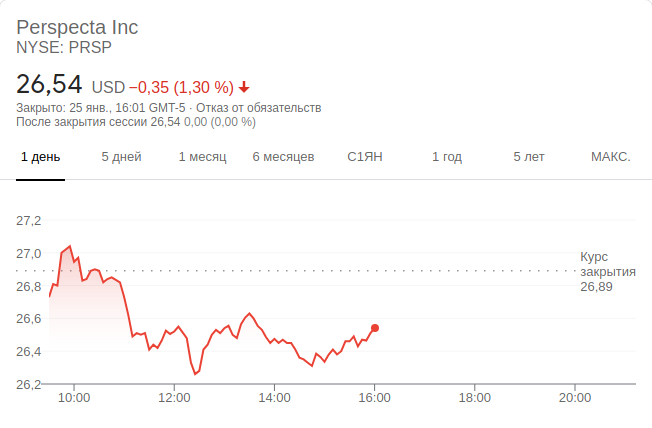 Perspecta Inc
NYSE: PRSP
26,54 USD −0,35 (1,30 %)
Закрыто: 25 янв., 16:01 GMT-5 · Отказ от обязательств
После закрытия сессии 26,54 0,00 (0,00 %)
1 день 5 дней 1 месяц 6 месяцев С1ЯН 1 год 5 лет МАКС.
27,2
27,0
26,8
26,6
26,4
26,2
Курс
закрытия
26,89
10:00 12:00 14:00 16:00 18:00 20:00